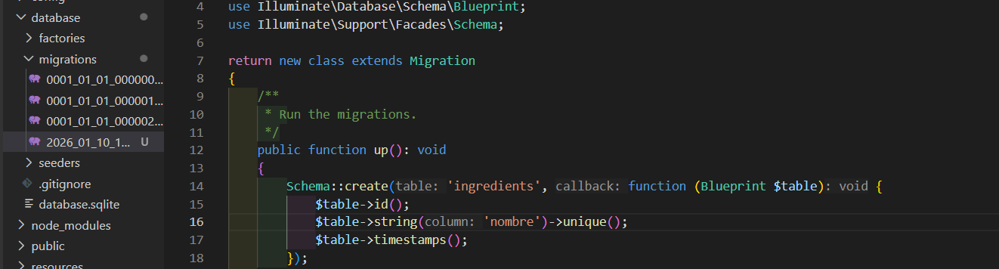 config
database
factories
migrations
0001_01_01_000000...
0001_01_01_000001...
0001_01_01_000002...
2026_01_10_1... U
seeders
.gitignore
database.sqlite
node_modules
public
resources
4 use Illuminate\Database\Schema\Blueprint;
5 use Illuminate\Support\Facades\Schema;
6
7 return new class extends Migration
8 {
9 /**
10 * Run the migrations.
11 */
12 public function up(): void
13 {
14 Schema::create(table: 'ingredients', callback: function (Blueprint $table): void {
15 $table->id();
16 $table->string(column: 'nombre')->unique();
17 $table->timestamps();
18 });